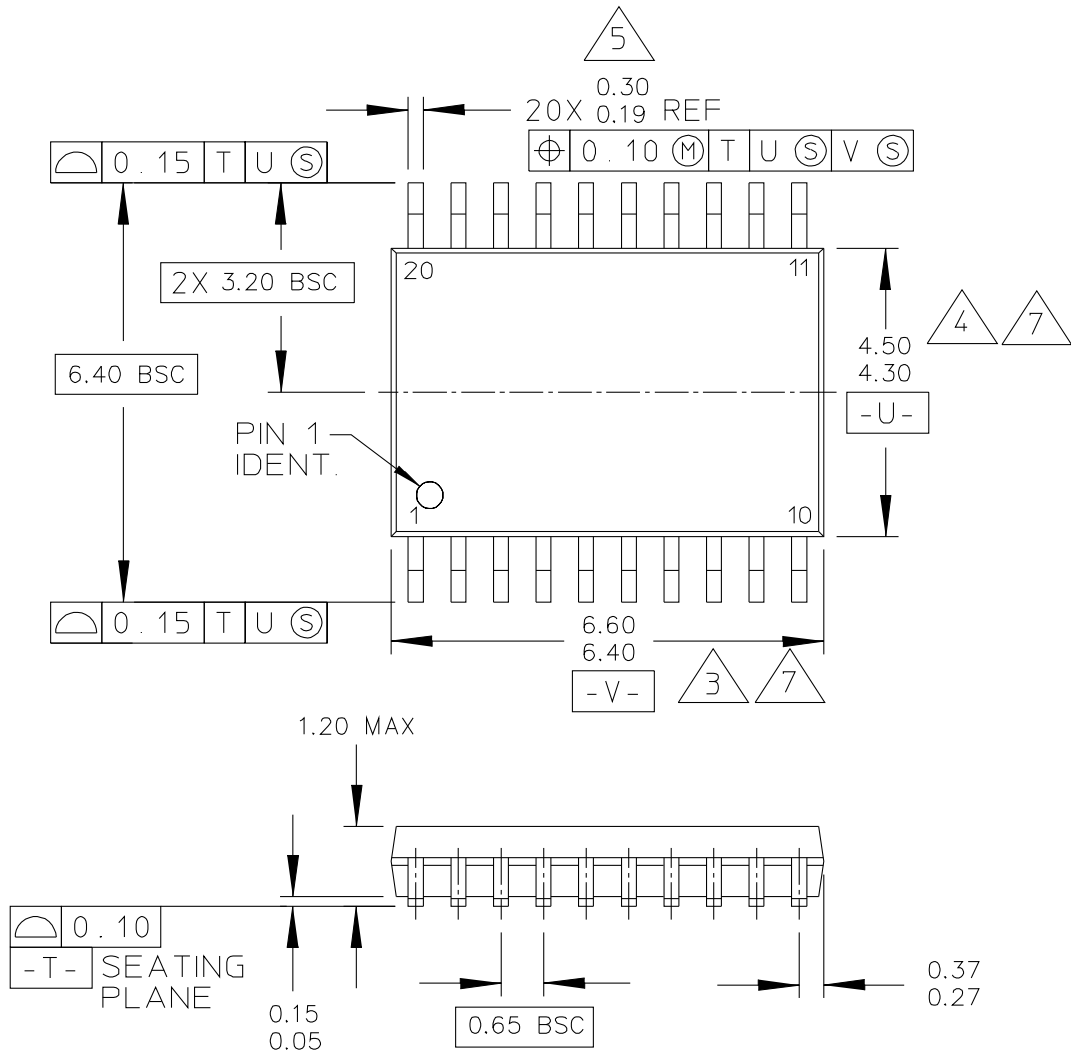 5
0.30
20X 0.19 REF
⌖ 0.10 Ⓜ T U Ⓢ V Ⓢ
⌓ 0.15 T U Ⓢ
20
11
2X 3.20 BSC
4
7
4.50
4.30
-U-
6.40 BSC
PIN 1
IDENT.
1
10
⌓ 0.15 T U Ⓢ
6.60
6.40
-V-
3
7
1.20 MAX
⌓ 0.10
-T- SEATING
PLANE
0.15
0.05
0.65 BSC
0.37
0.27